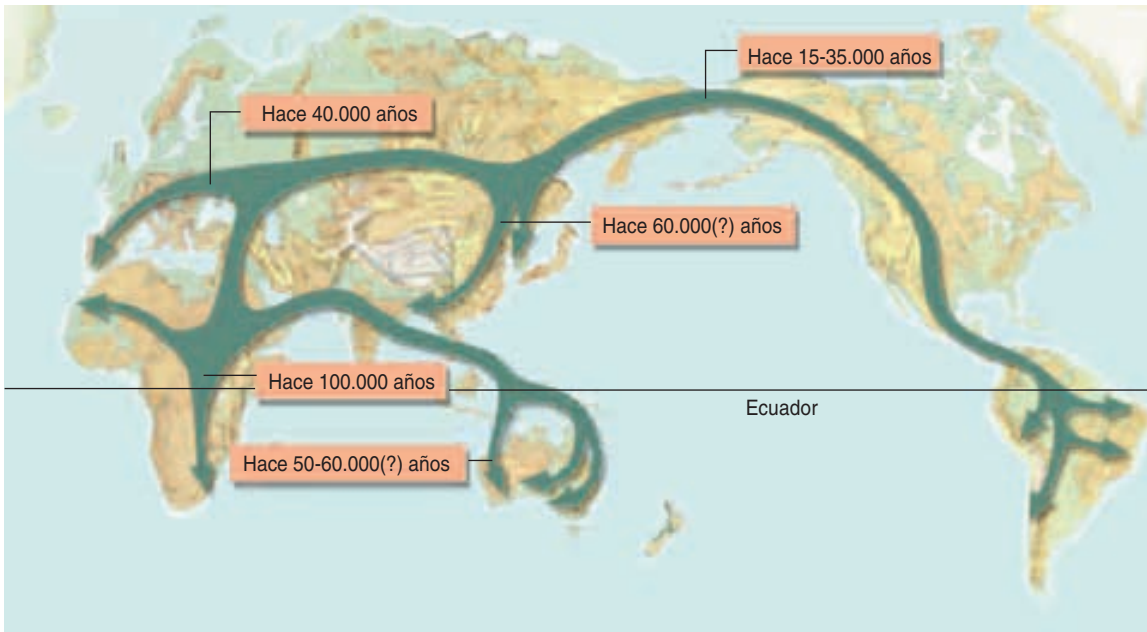 Hace 15-35.000 años
Hace 40.000 años
Hace 60.000(?) años
Hace 100.000 años
Ecuador
Hace 50-60.000(?) años